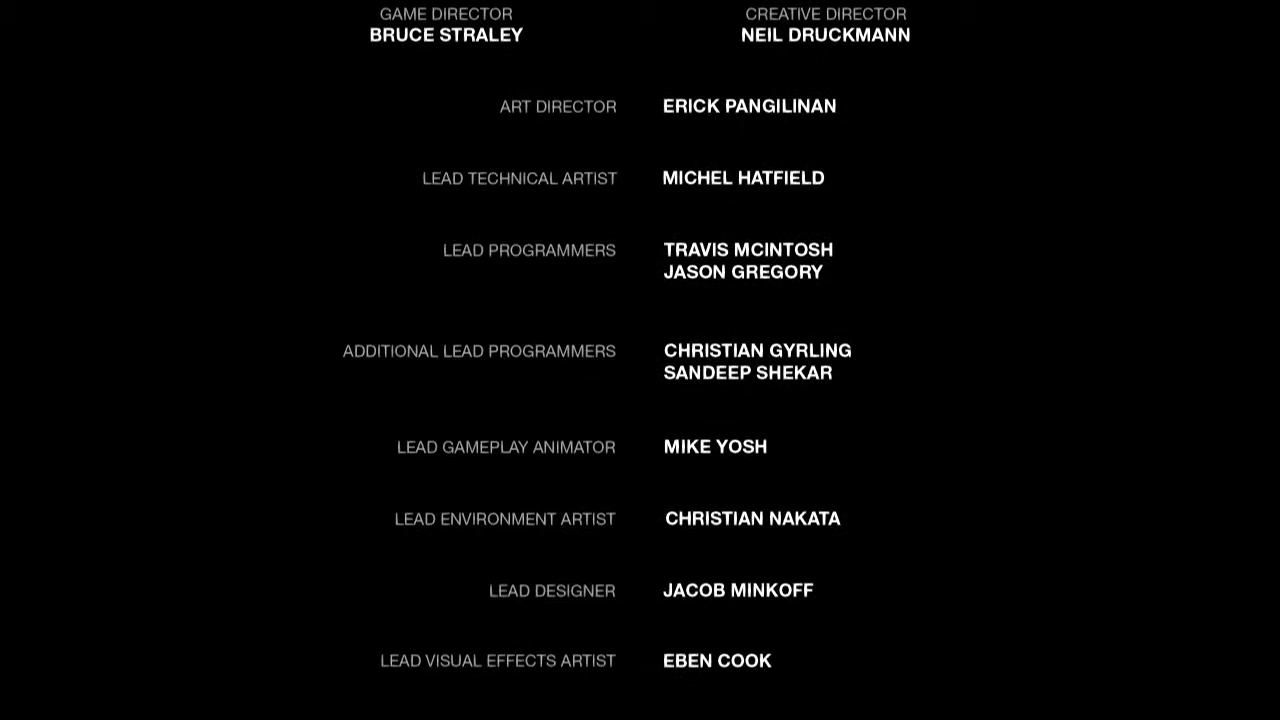 GAME DIRECTOR CREATIVE DIRECTOR
BRUCE STRALEY NEIL DRUCKMANN
ART DIRECTOR ERICK PANGILINAN
LEAD TECHNICAL ARTIST MICHEL HATFIELD
LEAD PROGRAMMERS TRAVIS MCINTOSH
JASON GREGORY
ADDITIONAL LEAD PROGRAMMERS CHRISTIAN GYRLING
SANDEEP SHEKAR
LEAD GAMEPLAY ANIMATOR MIKE YOSH
LEAD ENVIRONMENT ARTIST CHRISTIAN NAKATA
LEAD DESIGNER JACOB MINKOFF
LEAD VISUAL EFFECTS ARTIST EBEN COOK